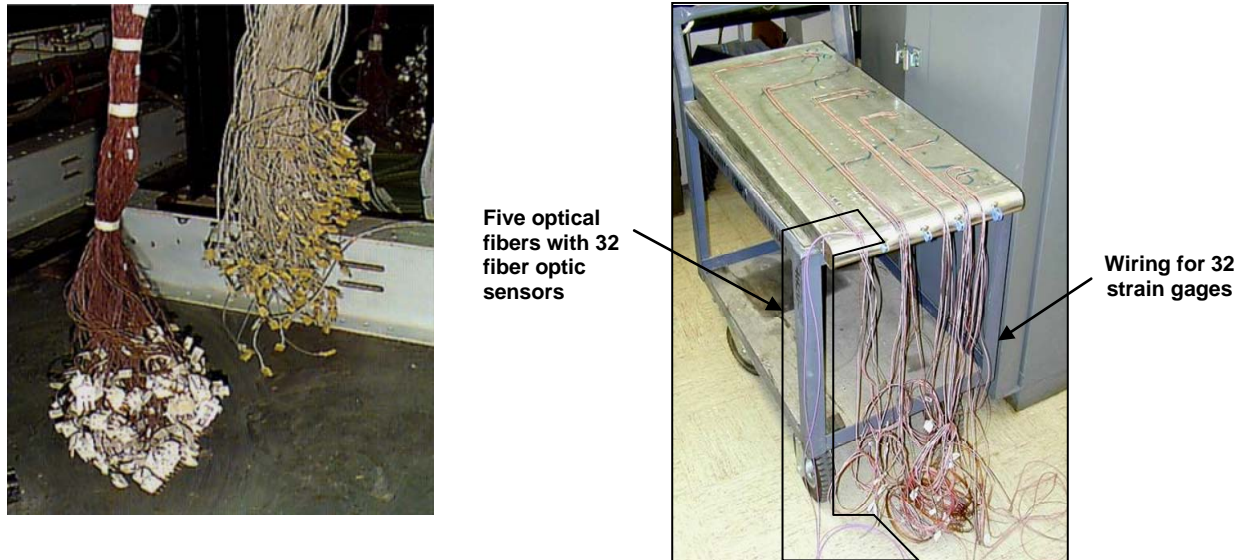 Five optical
fibers with 32
fiber optic
sensors
Wiring for 32
strain gages